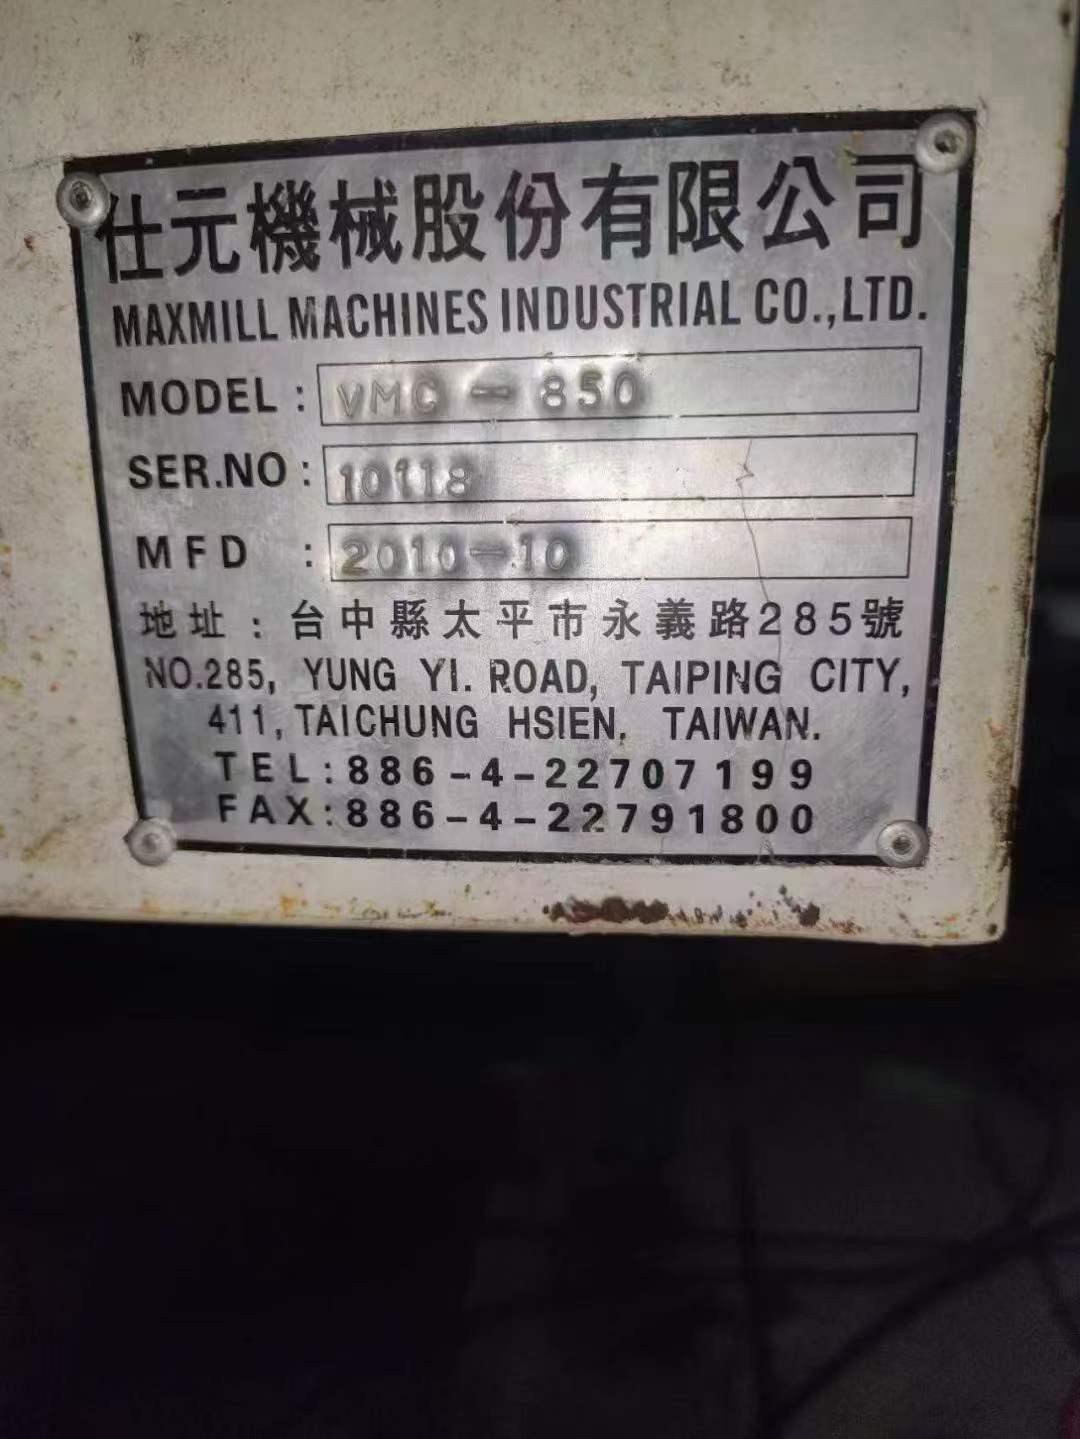 仕元機械股份有限公司
MAXMILL MACHINES INDUSTRIAL CO.,LTD.
MODEL : VMC-850
SER.NO : 10118
MFD : 2010-10
地址 : 台中縣太平市永義路285號
NO.285, YUNG YI. ROAD, TAIPING CITY,
411, TAICHUNG HSIEN, TAIWAN.
TEL:886-4-22707199
FAX:886-4-22791800